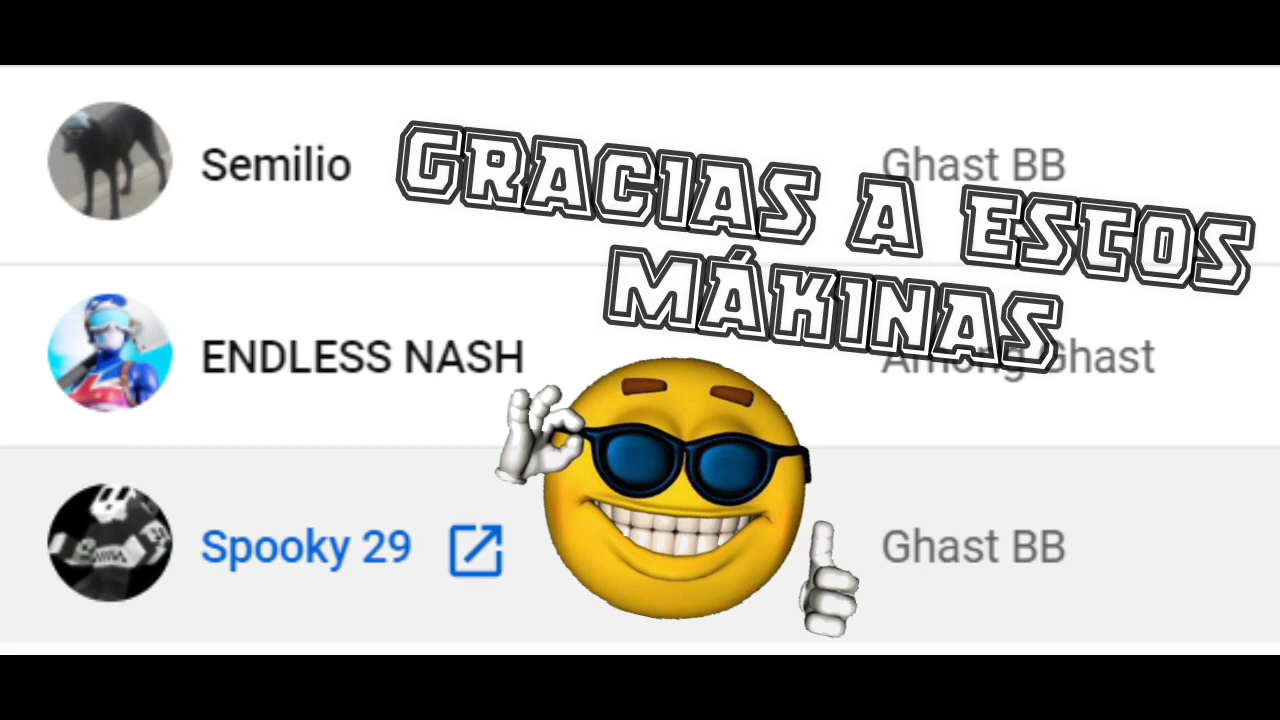 Semilio
Ghast BB
GRACIAS A ESTOS
MÁKINAS
ENDLESS NASH
Among Ghast
Spooky 29
Ghast BB